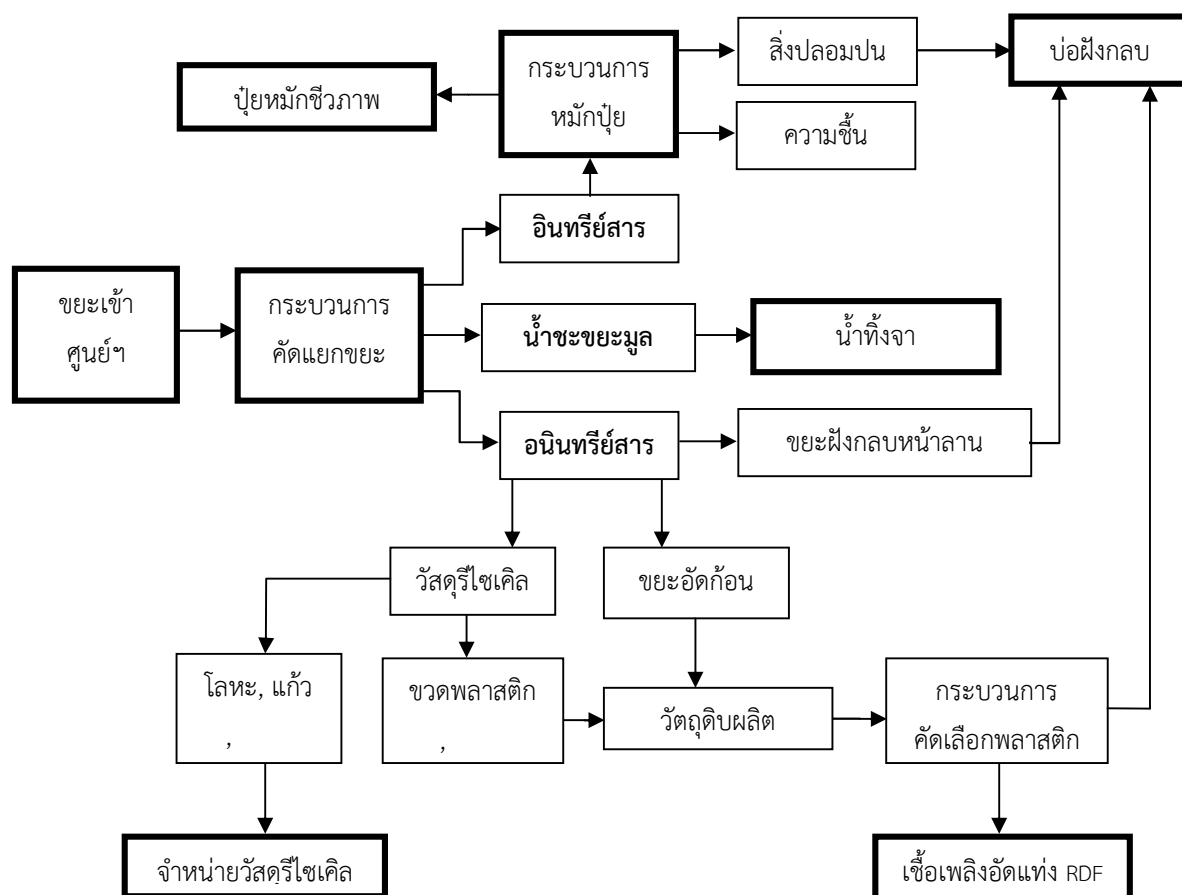 สิ่งปลอมปน
บ่อฝังกลบ
กระบวนการ
หมักปุ๋ย
ปุ๋ยหมักชีวภาพ
ความชื้น
อินทรีย์สาร
ขยะเข้า
ศูนย์ฯ
กระบวนการ
คัดแยกขยะ
น้ำชะขยะมูล
น้ำทิ้งจา
อนินทรีย์สาร
ขยะฝังกลบหน้าลาน
วัสดุรีไซเคิล
ขยะอัดก้อน
โลหะ, แก้ว
,
ขวดพลาสติก
,
วัตถุดิบผลิต
กระบวนการ
คัดเลือกพลาสติก
จำหน่ายวัสดุรีไซเคิล
เชื้อเพลิงอัดแท่ง RDF